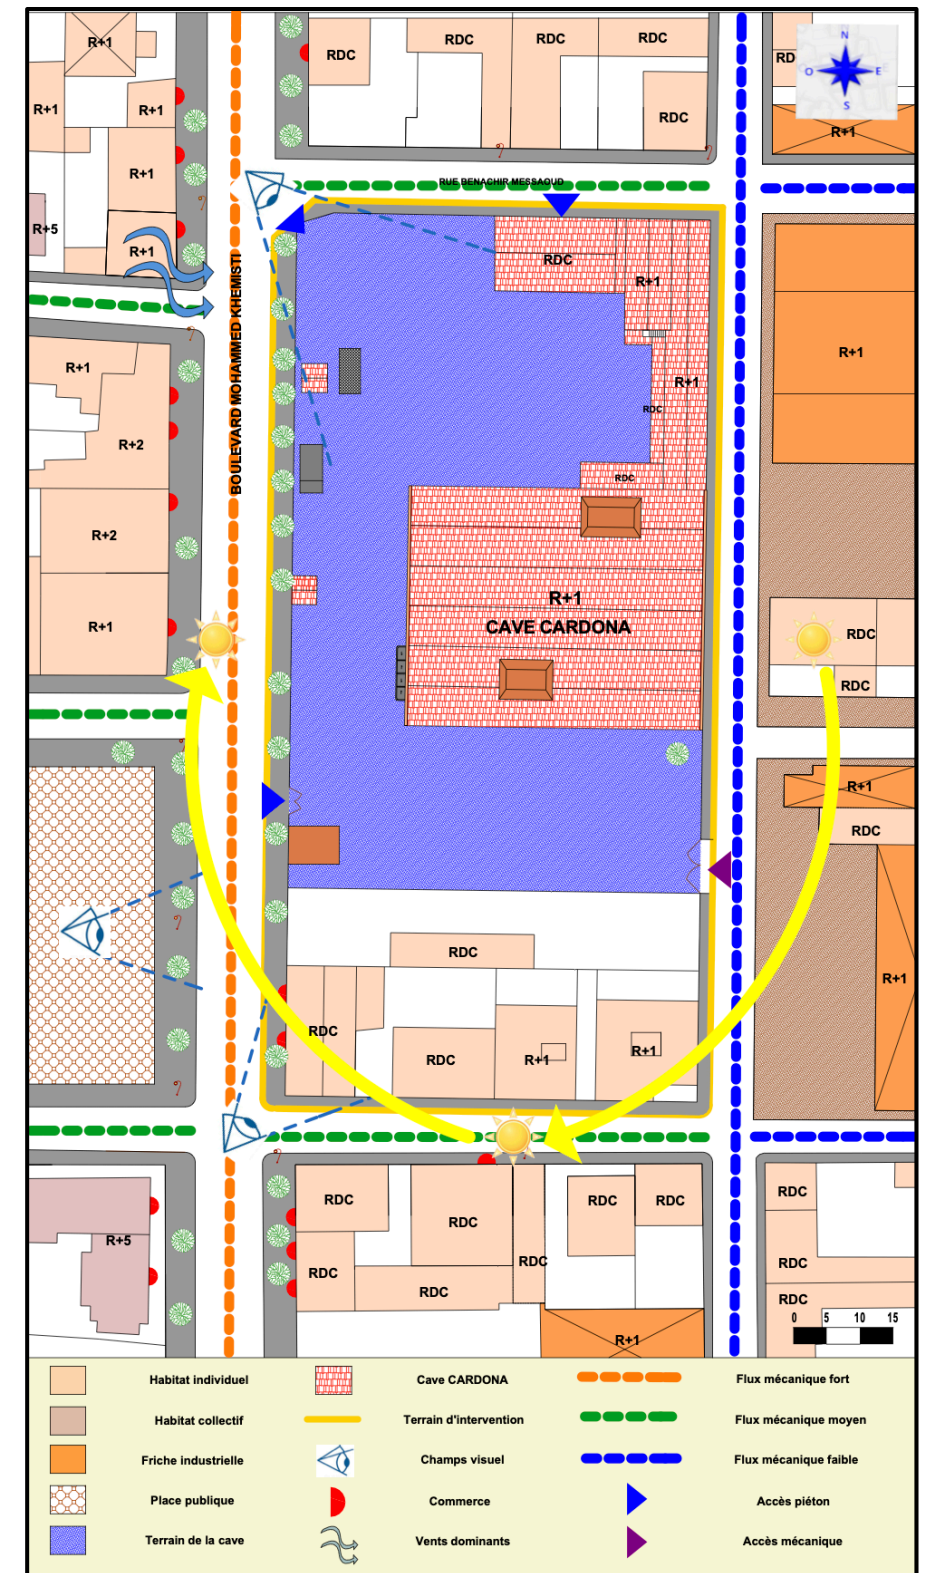 R+1
RDC
RDC
RDC
RDC
RD
N
O
E
S
R+1
R+1
RDC
R+1
R+1
R+5
R+1
RUE BENACHIR MESSAOUD
BOULEVARD MOHAMMED KHEMISTI
RDC
R+1
R+1
R+1
RDC
R+1
R+2
RDC
R+2
R+1
CAVE CARDONA
R+1
RDC
RDC
R+1
RDC
RDC
R+1
RDC
RDC
R+1
R+1
RDC
RDC
RDC
RDC
RDC
R+5
RDC
RDC
RDC
RDC
RDC
RDC
R+1
0 5 10 15
Habitat individuel
Cave CARDONA
Flux mécanique fort
Habitat collectif
Terrain d'intervention
Flux mécanique moyen
Friche industrielle
Champs visuel
Flux mécanique faible
Place publique
Commerce
Accès piéton
Terrain de la cave
Vents dominants
Accès mécanique